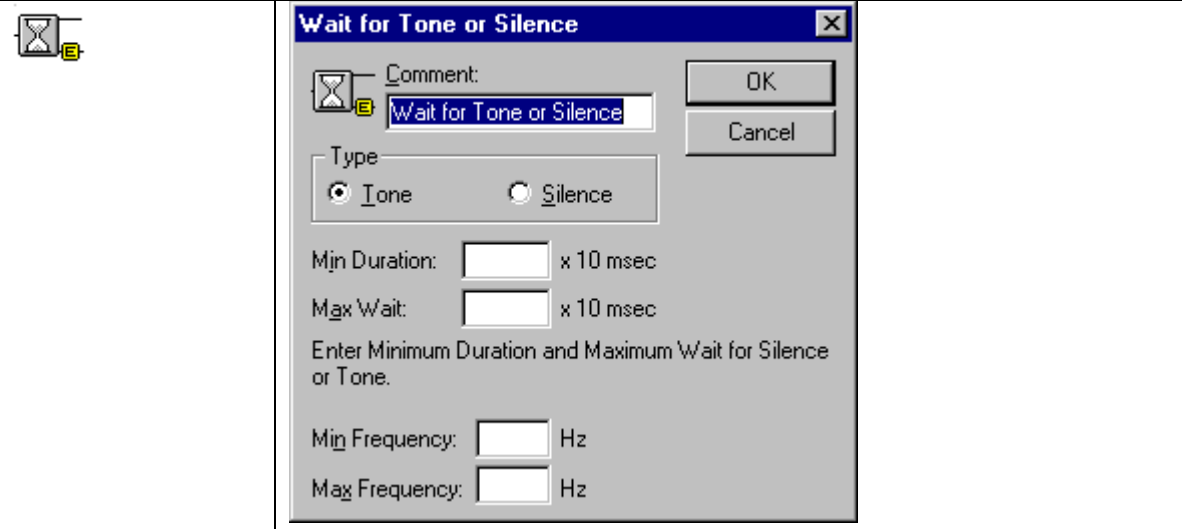 E
Wait for Tone or Silence
E
Comment:
OK
Wait for Tone or Silence
Cancel
Type
Tone
Silence
Min Duration:
x 10 msec
Max Wait:
x 10 msec
Enter Minimum Duration and Maximum Wait for Silence
or Tone.
Min Frequency:
Hz
Max Frequency:
Hz